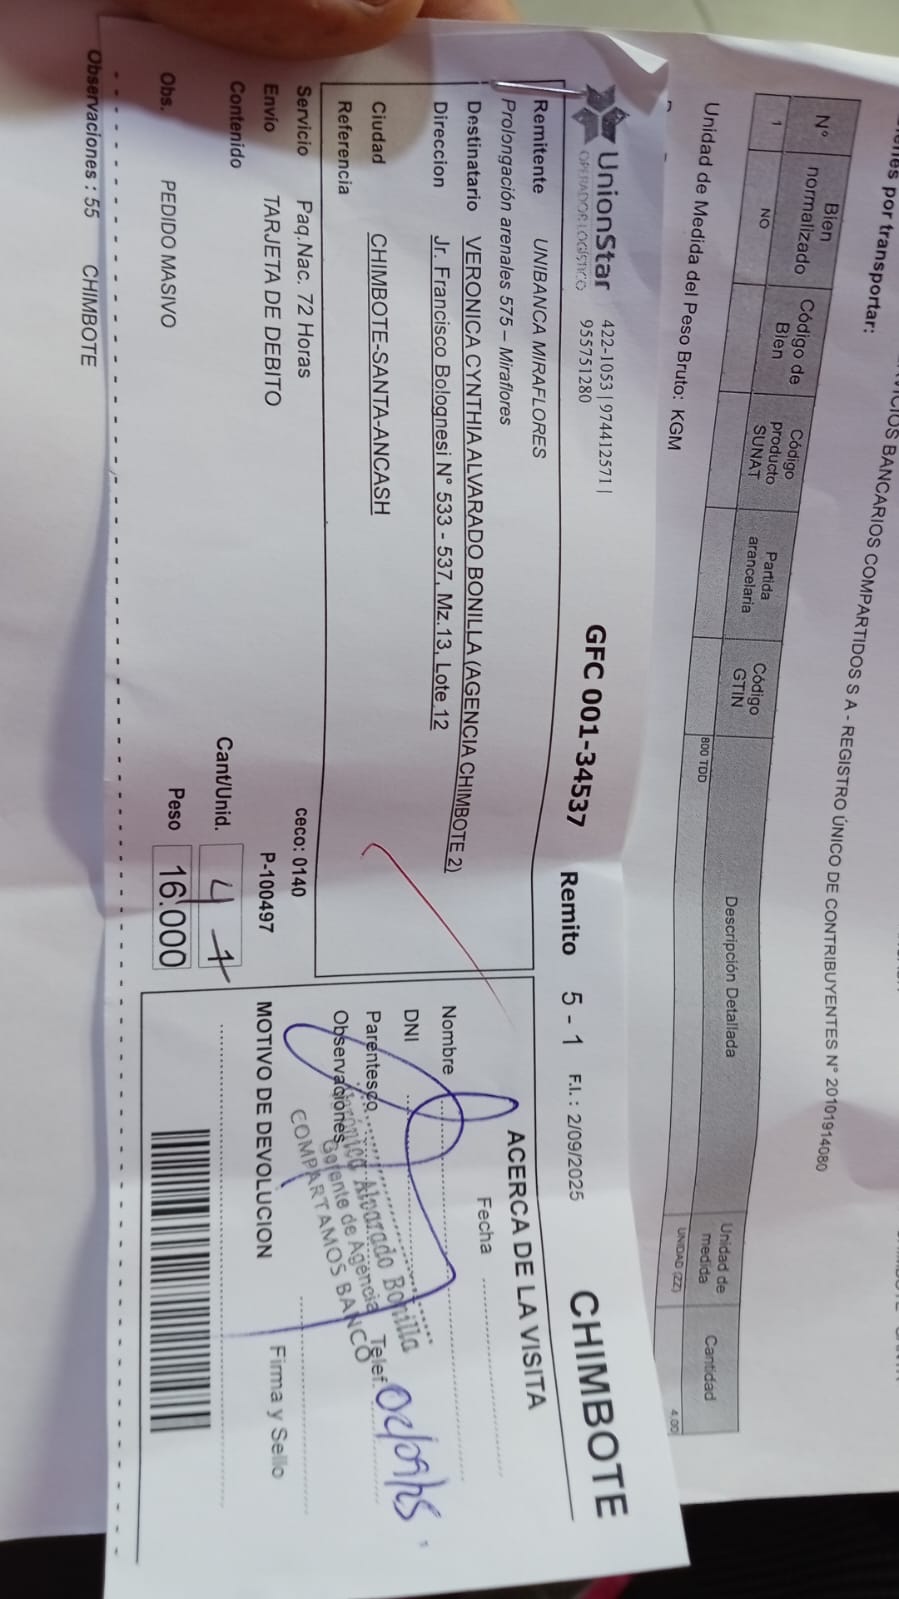 ienes por transportar:
VICIOS BANCARIOS COMPARTIDOS S A - REGISTRO ÚNICO DE CONTRIBUYENTES N° 20101914080
N° Bien normalizado Código de Bien Código producto SUNAT Partida arancelaria Código GTIN Descripción Detallada Unidad de medida Cantidad
1 NO 800 TDD UNIDAD (ZZ) 4.00
Unidad de Medida del Peso Bruto: KGM
UnionStar
OPERADOR LOGISTICO
422-1053 | 974412571 |
955751280
GFC 001-34537 Remito 5 - 1 F.I. : 2/09/2025 CHIMBOTE
Remitente UNIBANCA MIRAFLORES
Prolongación arenales 575 – Miraflores
Destinatario VERONICA CYNTHIA ALVARADO BONILLA (AGENCIA CHIMBOTE 2)
Direccion Jr. Francisco Bolognesi N° 533 - 537, Mz.13, Lote 12
Ciudad CHIMBOTE-SANTA-ANCASH
Referencia
Servicio Paq.Nac. 72 Horas ceco: 0140
Envio TARJETA DE DEBITO P-100497
Contenido Cant/Unid. 4
Obs. PEDIDO MASIVO Peso 16.000
Observaciones : 55 CHIMBOTE
ACERCA DE LA VISITA
Fecha
Nombre
DNI
Parentesco Telef.
Observaciones
Verónica Alvarado Bonilla
Gerente de Agencia
COMPARTAMOS BANCO
MOTIVO DE DEVOLUCION Firma y Sello